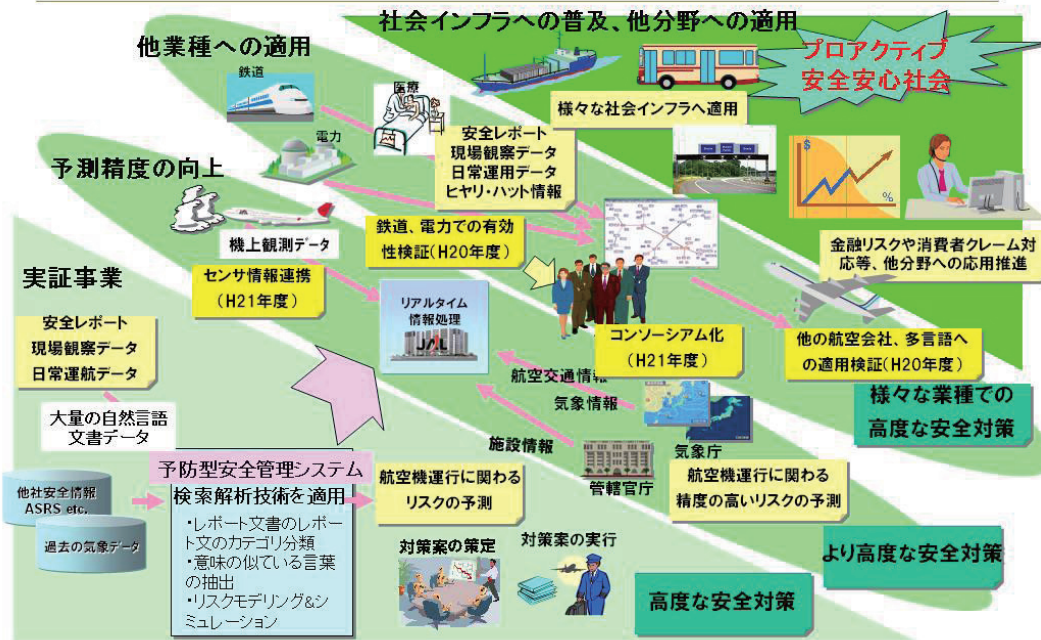 社会インフラへの普及、他分野への適用
他業種への適用
プロアクティブ
安全安心社会
鉄道
医療
様々な社会インフラへ適用
電力
安全レポート
現場観察データ
日常運用データ
ヒヤリ・ハット情報
予測精度の向上
$
%
機上観測データ
鉄道、電力での有効
性検証(H20年度)
金融リスクや消費者クレーム対
応等、他分野への応用推進
実証事業
センサ情報連携
(H21年度)
リアルタイム
情報処理
JAL
安全レポート
現場観察データ
日常運航データ
コンソーシアム化
(H21年度)
他の航空会社、多言語へ
の適用検証(H20年度)
航空交通情報
気象情報
様々な業種での
高度な安全対策
大量の自然言語
文書データ
施設情報
気象庁
管轄官庁
予防型安全管理システム
検索解析技術を適用
・レポート文書のレポー
ト文のカテゴリ分類
・意味の似ている言葉
の抽出
・リスクモデリング&シ
ミュレーション
他社安全情報
ASRS etc.
過去の気象データ
航空機運行に関わる
リスクの予測
航空機運行に関わる
精度の高いリスクの予測
対策案の策定
対策案の実行
より高度な安全対策
高度な安全対策